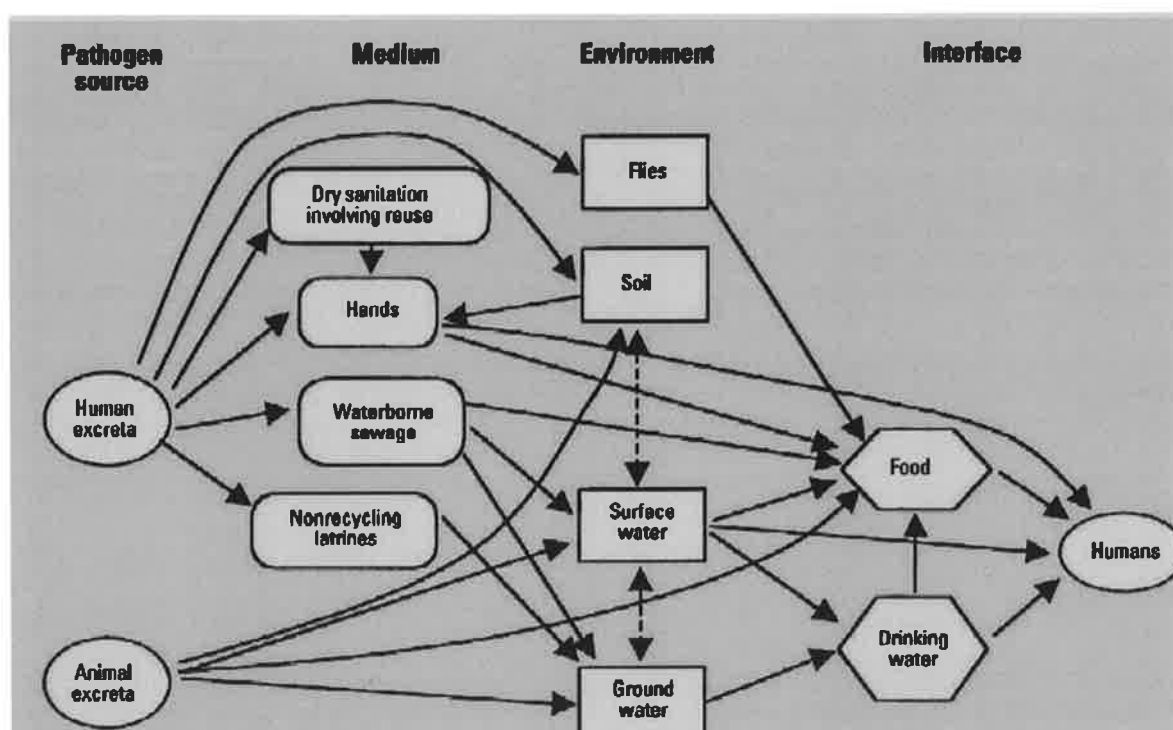 Pathogen
source
Medium
Environment
Interface
Flies
Dry sanitation
involving reuse
Soil
Hands
Human
excreta
Waterborne
sewage
Food
Nonrecycling
latrines
Surface
water
Humans
Animal
excreta
Ground
water
Drinking
water